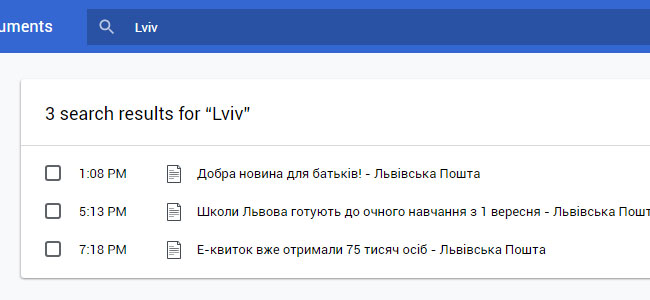 Lviv
3 search results for “Lviv”
1:08 PM Добра новина для батьків! - Львівська Пошта
5:13 PM Школи Львова готують до очного навчання з 1 вересня - Львівська
7:18 PM Е-квиток вже отримали 75 тисяч осіб - Львівська Пошта